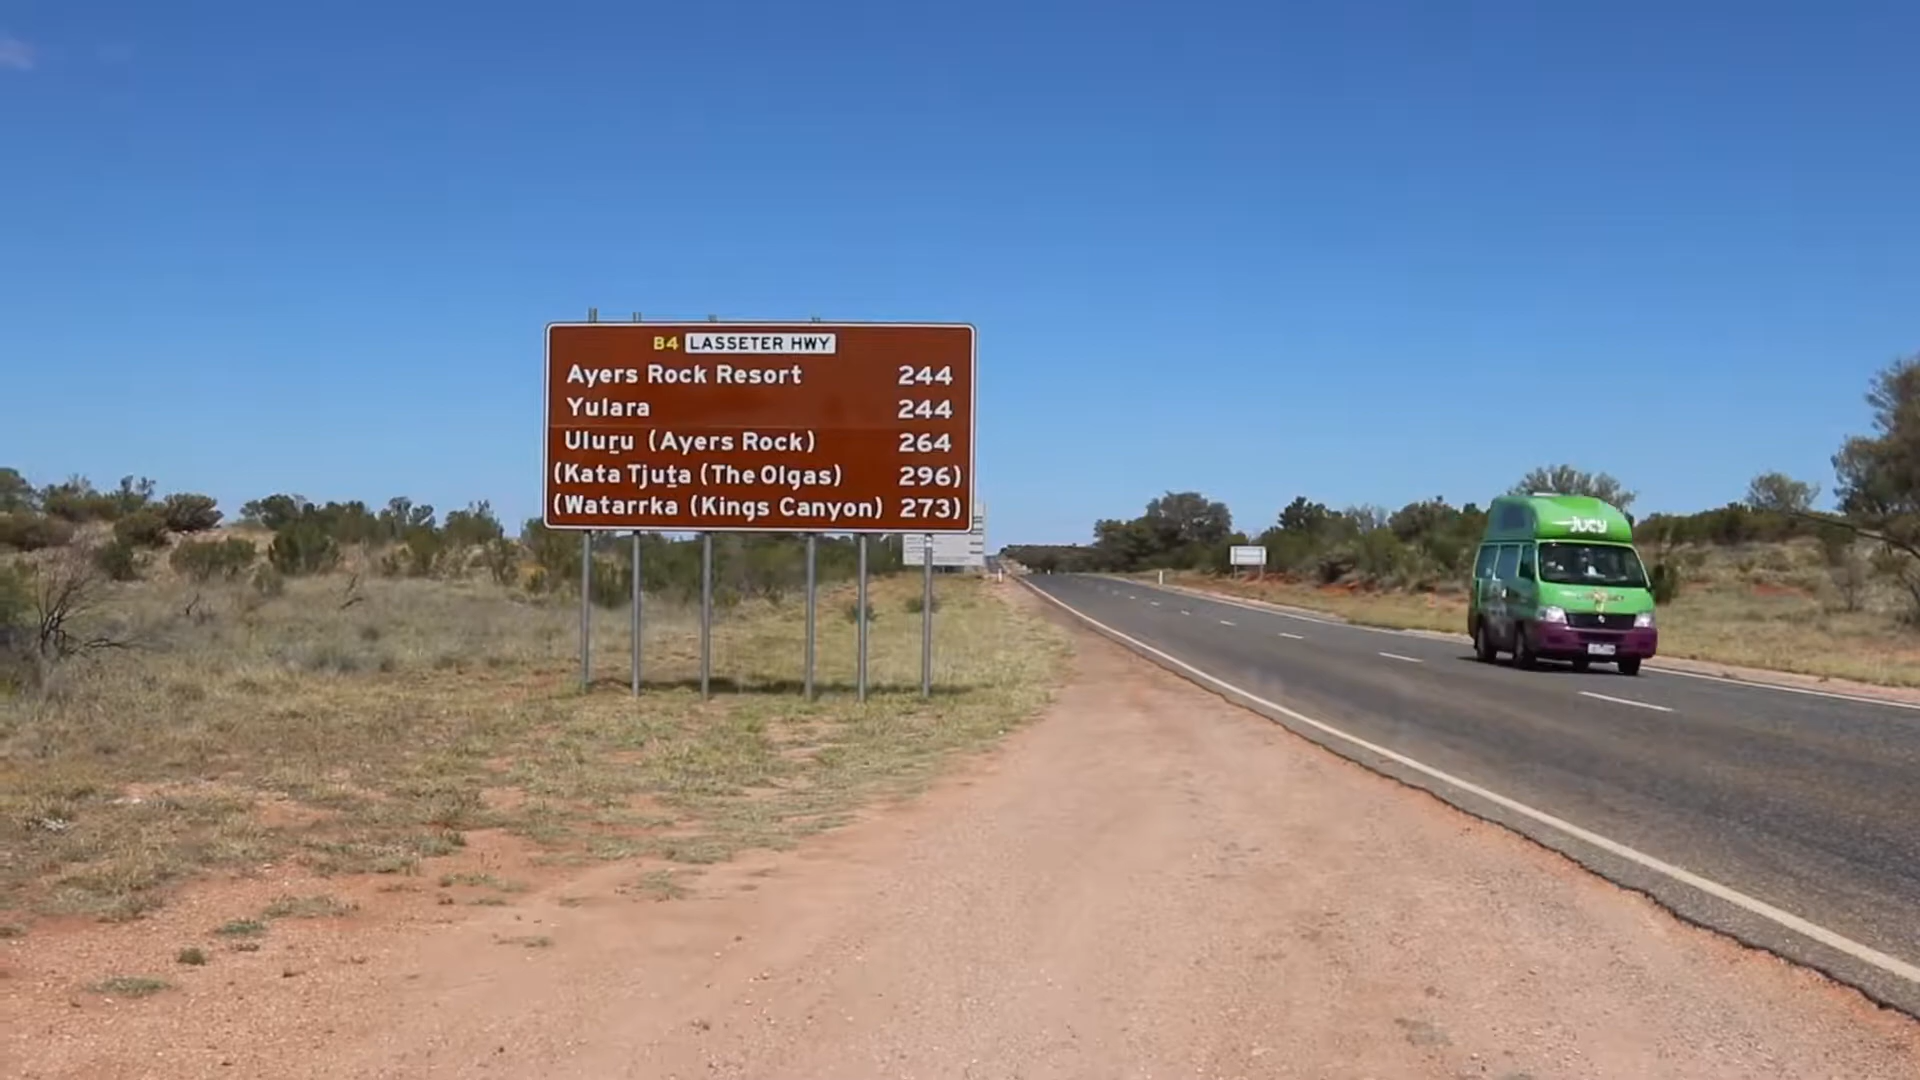 B4 LASSETER HWY
Ayers Rock Resort 244
Yulara 244
Uluṟu (Ayers Rock) 264
(Kata Tjuṯa (The Olgas) 296)
(Watarrka (Kings Canyon) 273)
Jucy